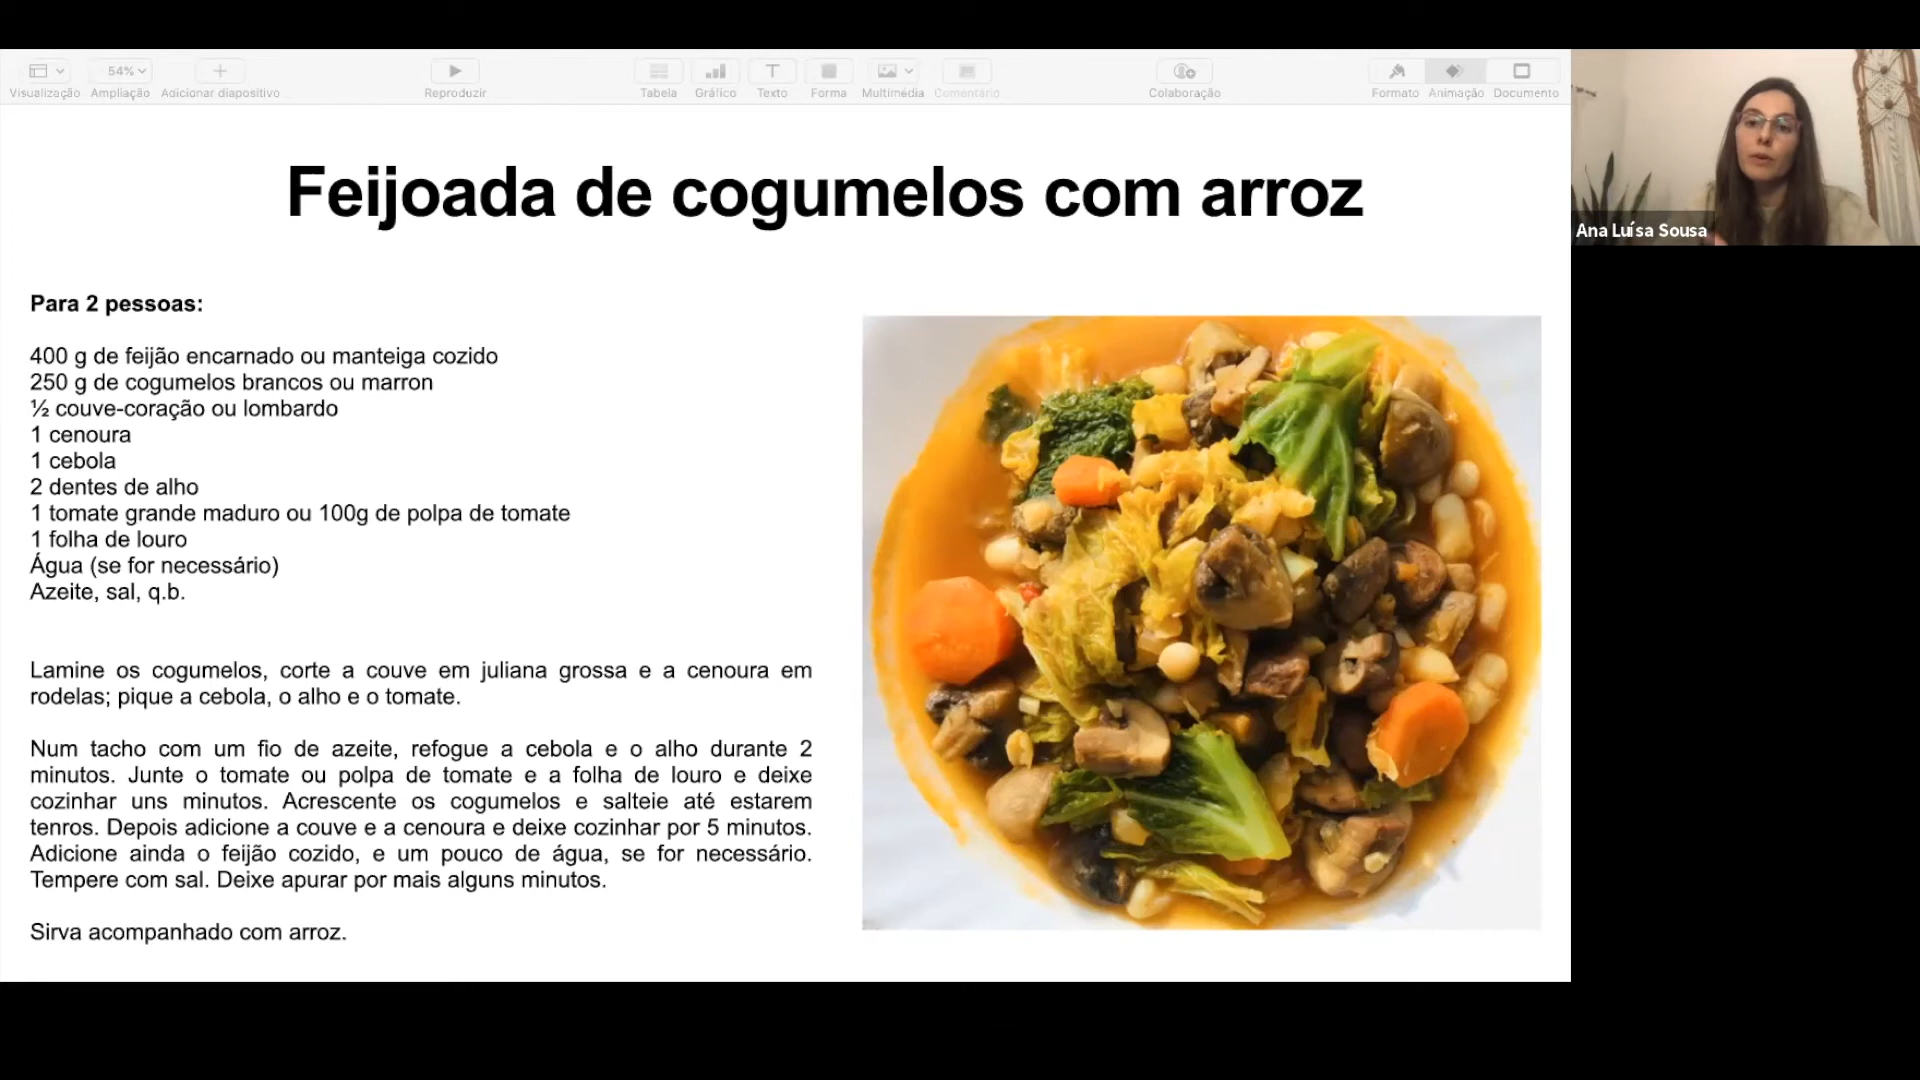 54%
Visualização Ampliação Adicionar diapositivo Reproduzir Tabela Gráfico Texto Forma Multimédia Comentário Colaboração Formato Animação Documento
Feijoada de cogumelos com arroz
Ana Luísa Sousa
Para 2 pessoas:
400 g de feijão encarnado ou manteiga cozido
250 g de cogumelos brancos ou marron
½ couve-coração ou lombardo
1 cenoura
1 cebola
2 dentes de alho
1 tomate grande maduro ou 100g de polpa de tomate
1 folha de louro
Água (se for necessário)
Azeite, sal, q.b.
Lamine os cogumelos, corte a couve em juliana grossa e a cenoura em
rodelas; pique a cebola, o alho e o tomate.
Num tacho com um fio de azeite, refogue a cebola e o alho durante 2
minutos. Junte o tomate ou polpa de tomate e a folha de louro e deixe
cozinhar uns minutos. Acrescente os cogumelos e salteie até estarem
tenros. Depois adicione a couve e a cenoura e deixe cozinhar por 5 minutos.
Adicione ainda o feijão cozido, e um pouco de água, se for necessário.
Tempere com sal. Deixe apurar por mais alguns minutos.
Sirva acompanhado com arroz.